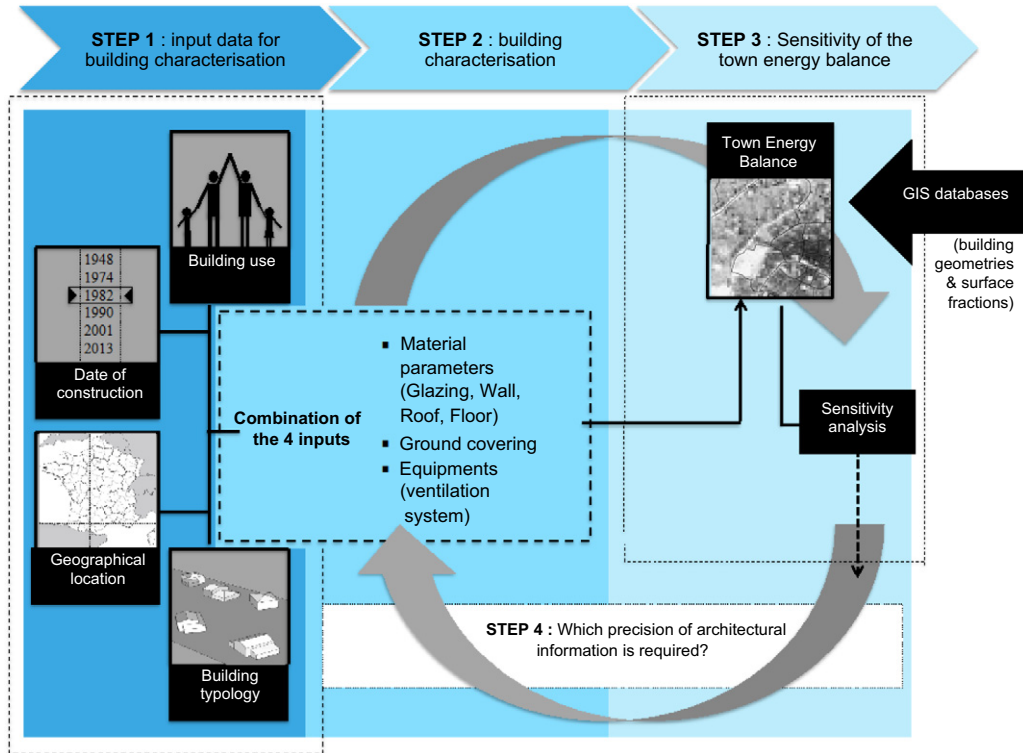 STEP 1 : input data for
building characterisation
STEP 2 : building
characterisation
STEP 3 : Sensitivity of the
town energy balance
Building use
1948
1974
1982
1990
2001
2013
Date of
construction
Geographical
location
Building
typology
Combination of
the 4 inputs
▪ Material
parameters
(Glazing, Wall,
Roof, Floor)
▪ Ground covering
▪ Equipments
(ventilation
system)
Town Energy
Balance
GIS databases
(building
geometries
& surface
fractions)
Sensitivity
analysis
STEP 4 : Which precision of architectural
information is required?